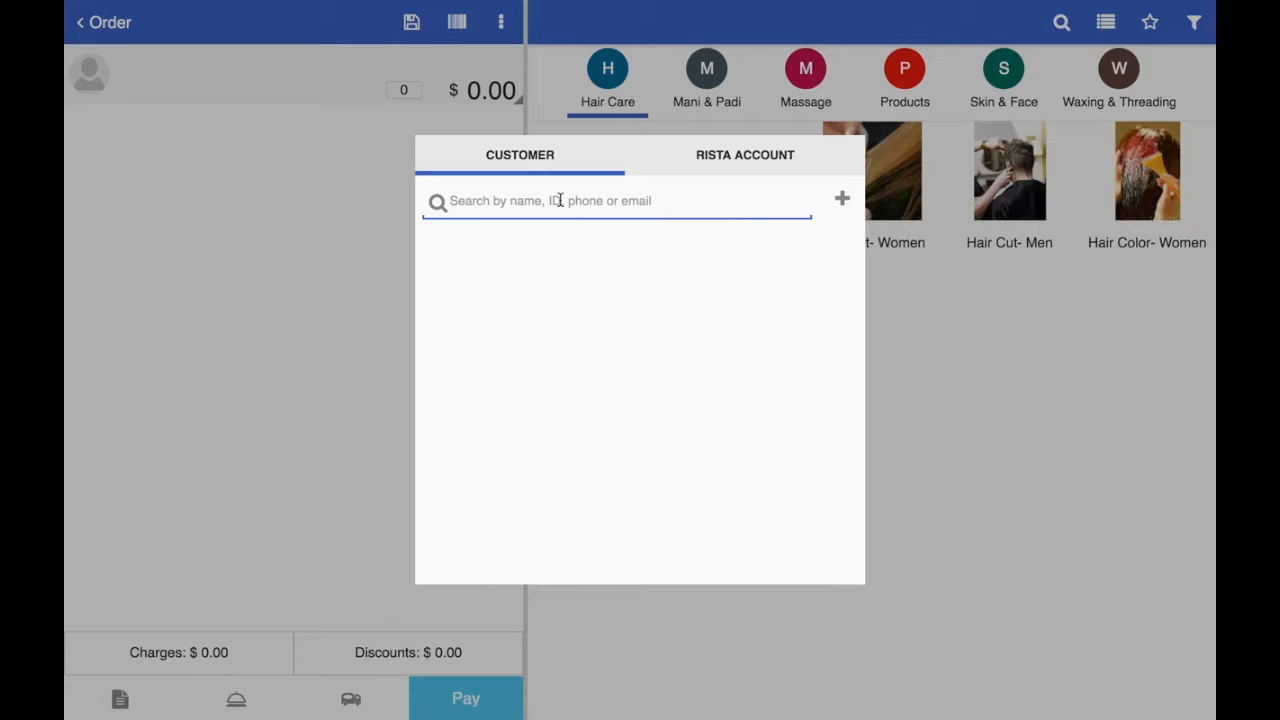 Order
0
$ 0.00
H
M
M
P
S
W
Hair Care
Mani & Padi
Massage
Products
Skin & Face
Waxing & Threading
CUSTOMER
RISTA ACCOUNT
Search by name, ID, phone or email
t- Women
Hair Cut- Men
Hair Color- Women
Charges: $ 0.00
Discounts: $ 0.00
Pay